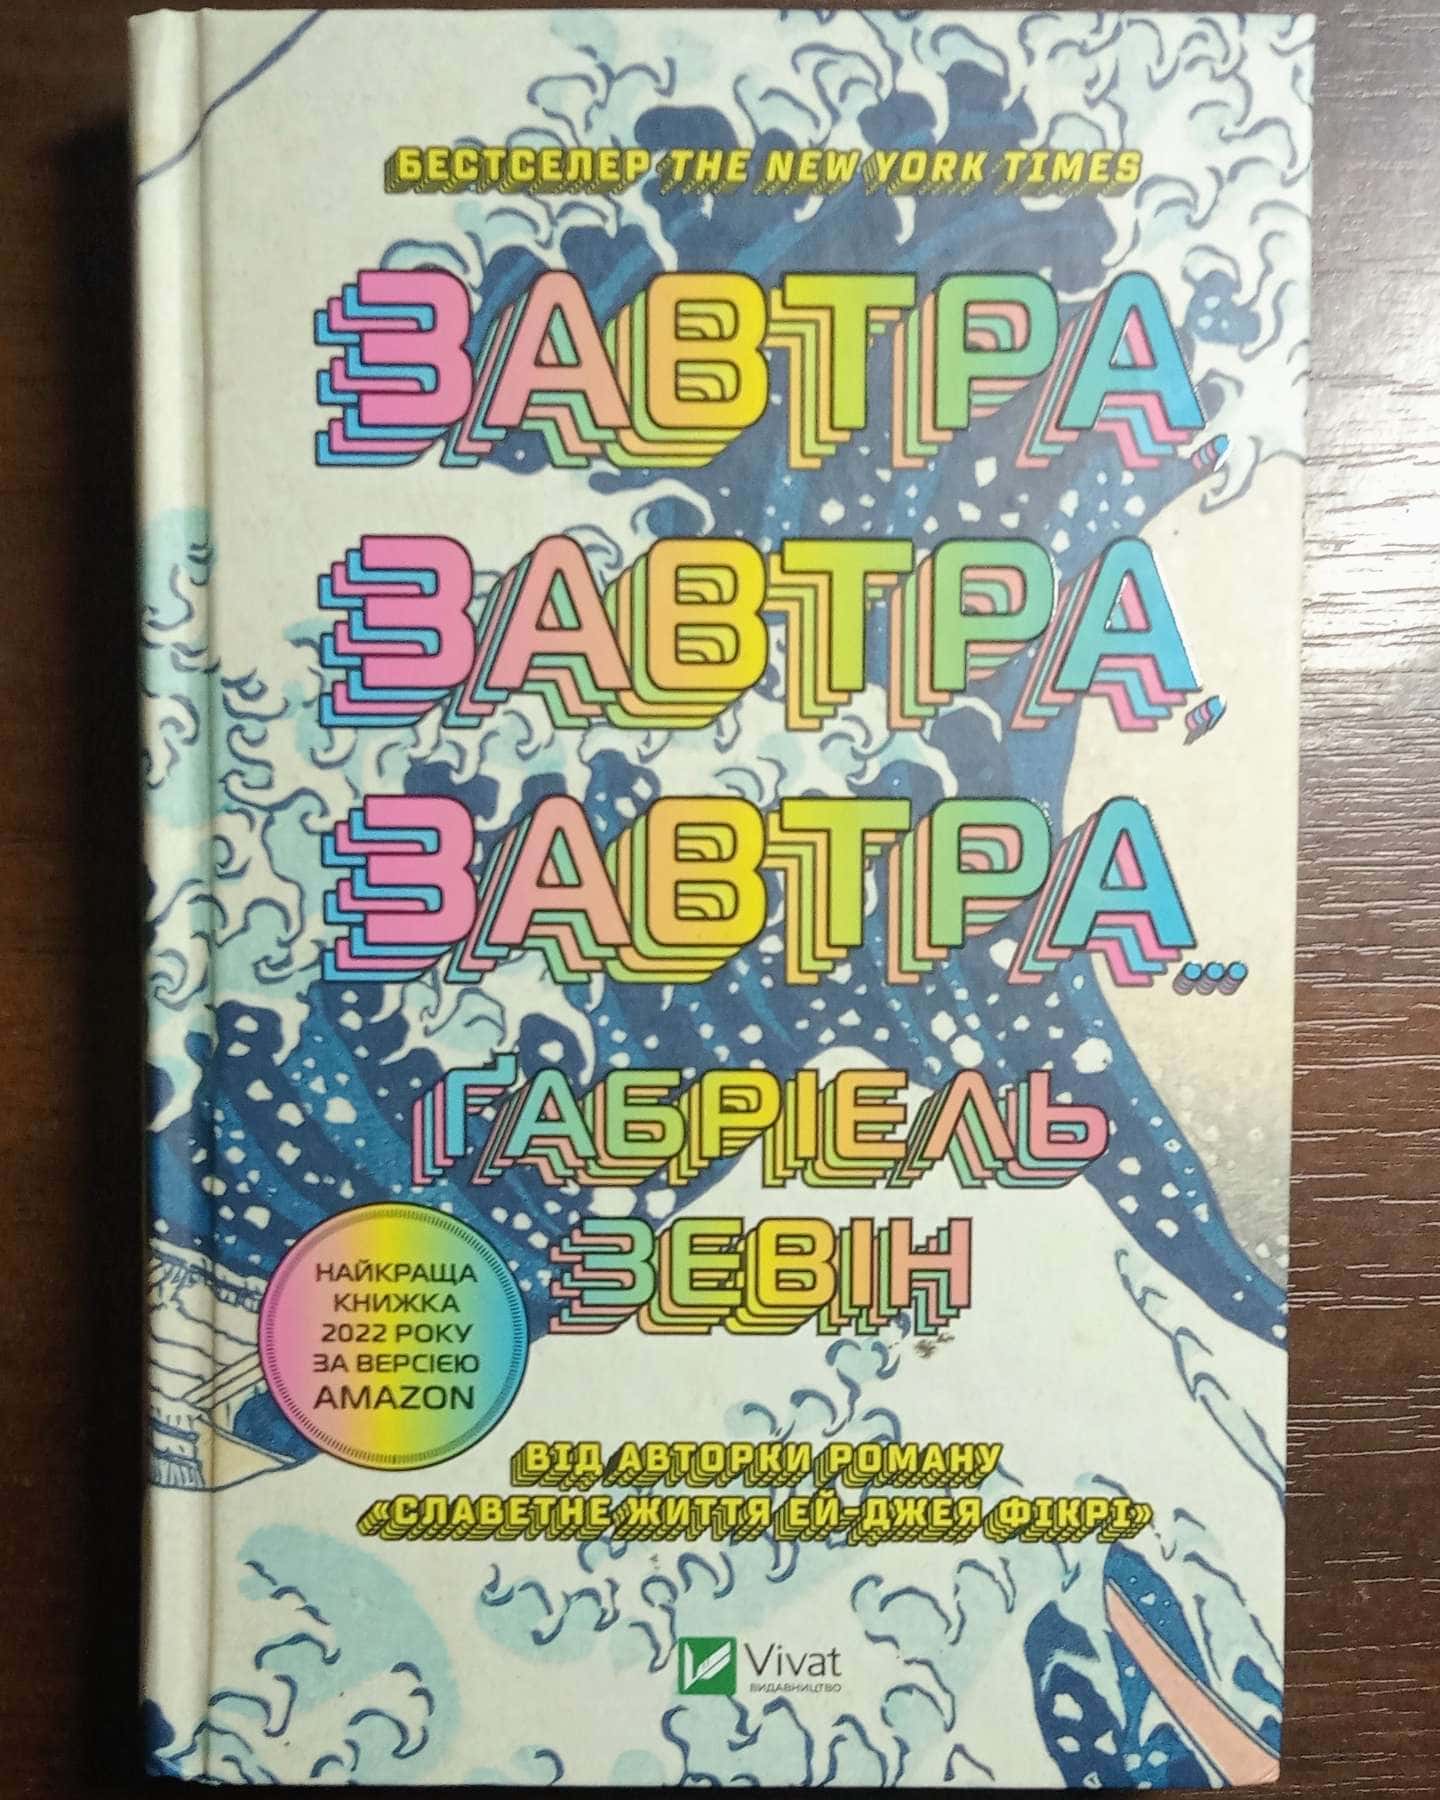 БЕСТСЕЛЕР THE NEW YORK TIMES
ЗАВТРА,
ЗАВТРА,
ЗАВТРА...
ҐАБРІЕЛЬ
ЗЕВІН
НАЙКРАЩА
КНИЖКА
2022 РОКУ
ЗА ВЕРСІЄЮ
AMAZON
ВІД АВТОРКИ РОМАНУ
«СЛАВЕТНЕ ЖИТТЯ ЕЙ-ДЖЕЯ ФІКРІ»
Vivat
ВИДАВНИЦТВО